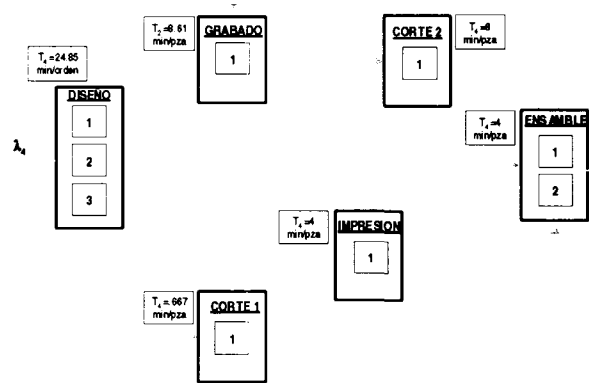 T₂=8.61
min/pza
GRABADO
1
CORTE 2
1
T₄=8
min/pza
T₄=24.85
min/orden
DISEÑO
1
2
3
λ₄
T₄=4
min/pza
ENSAMBLE
1
2
T₄=4
min/pza
IMPRESION
1
T₄=.667
min/pza
CORTE 1
1